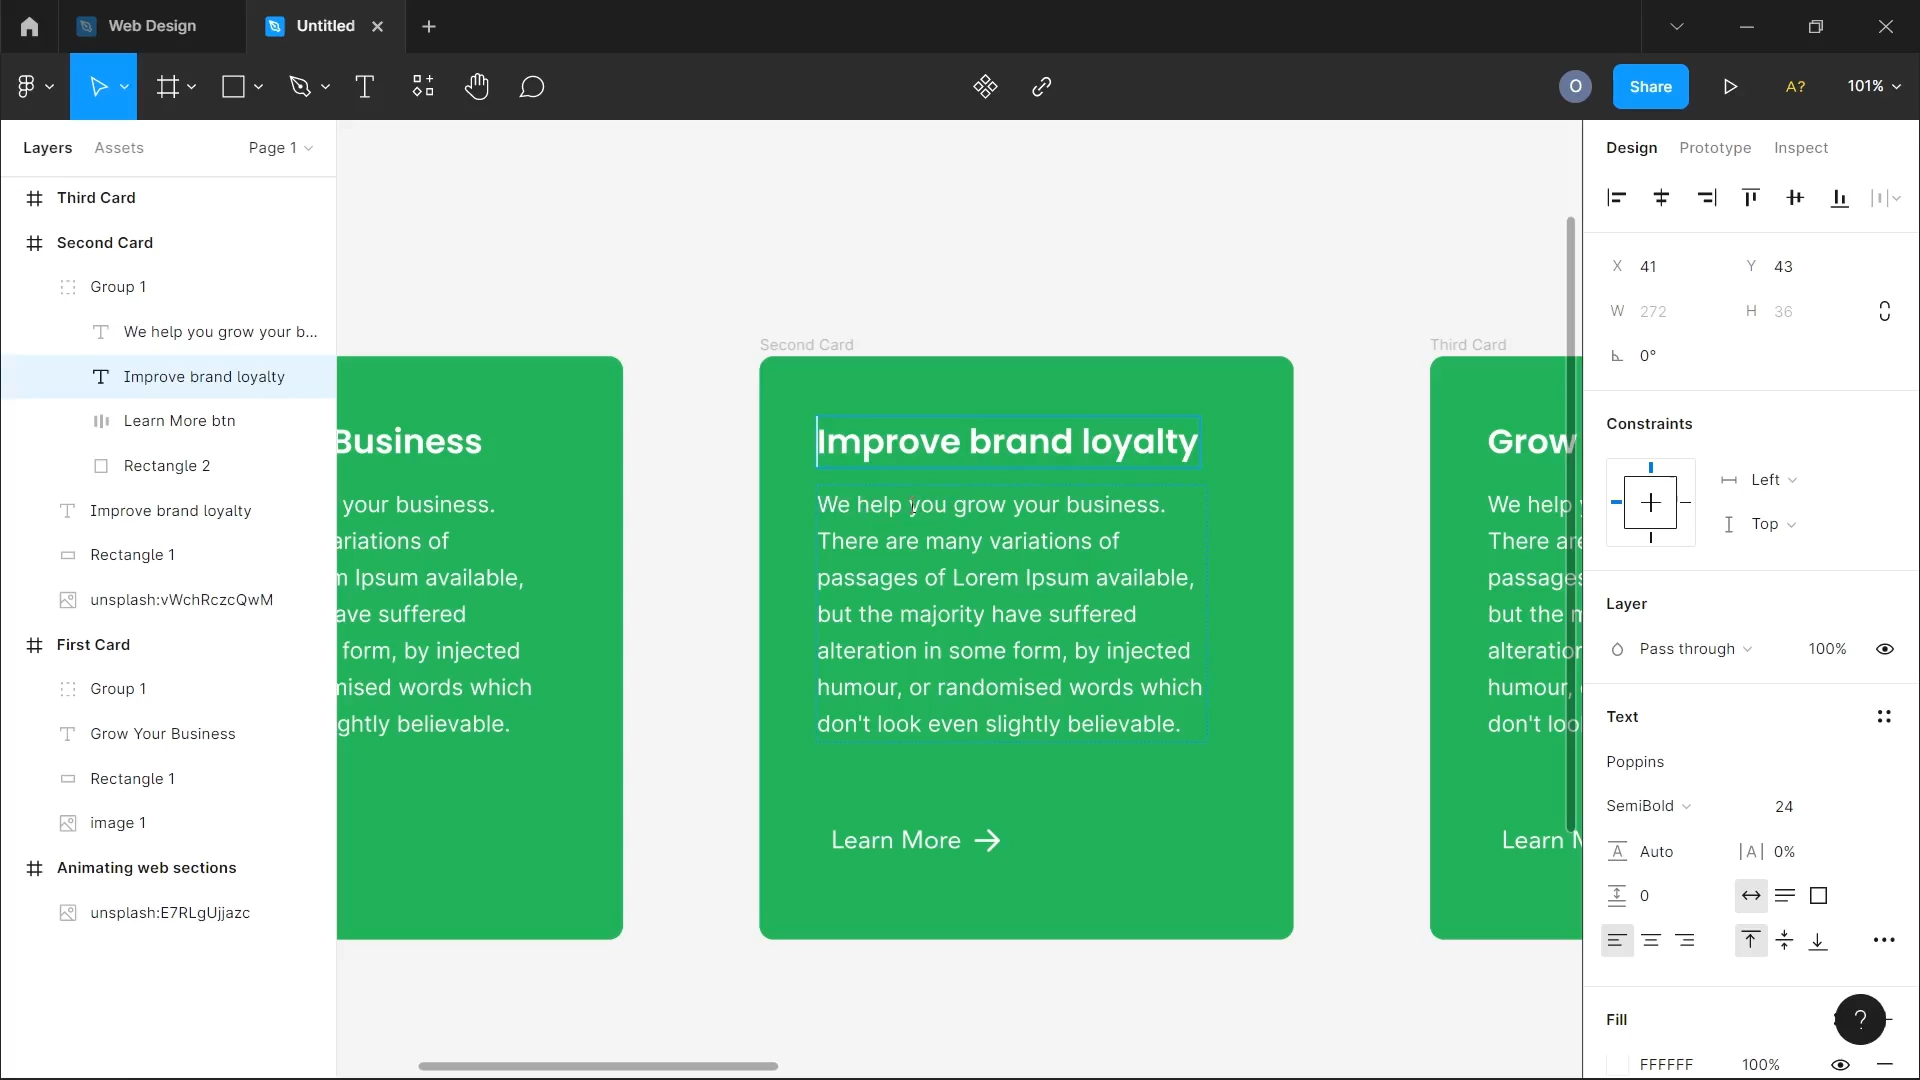 Web Design
Untitled
O
Share
A?
101%
Layers
Assets
Page 1
Design
Prototype
Inspect
Third Card
Second Card
Group 1
We help you grow your b...
Improve brand loyalty
Learn More btn
Rectangle 2
Improve brand loyalty
Rectangle 1
unsplash:vWchRczcQwM
First Card
Group 1
Grow Your Business
Rectangle 1
image 1
Animating web sections
unsplash:E7RLgUjjazc
Business
your business.
ariations of
m Ipsum available,
ave suffered
form, by injected
mised words which
ghtly believable.
Second Card
Improve brand loyalty
We help you grow your business.
There are many variations of
passages of Lorem Ipsum available,
but the majority have suffered
alteration in some form, by injected
humour, or randomised words which
don't look even slightly believable.
Learn More
Third Card
Grow
We help y
There are
passages
but the m
alteration
humour,
don't loo
Learn M
X 41
Y 43
W 272
H 36
0°
Constraints
Left
Top
Layer
Pass through
100%
Text
Poppins
SemiBold
24
A Auto
|A| 0%
0
Fill
?
FFFFFF
100%